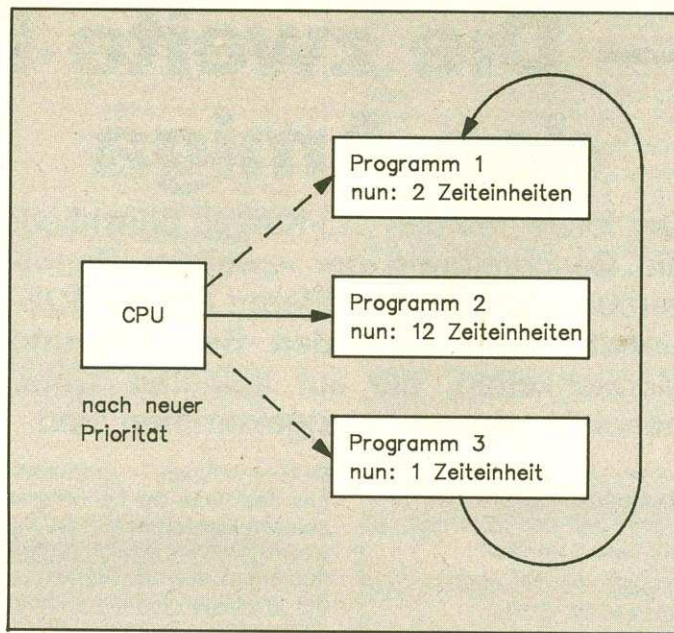 Programm 1
nun: 2 Zeiteinheiten
CPU
Programm 2
nun: 12 Zeiteinheiten
nach neuer
Priorität
Programm 3
nun: 1 Zeiteinheit